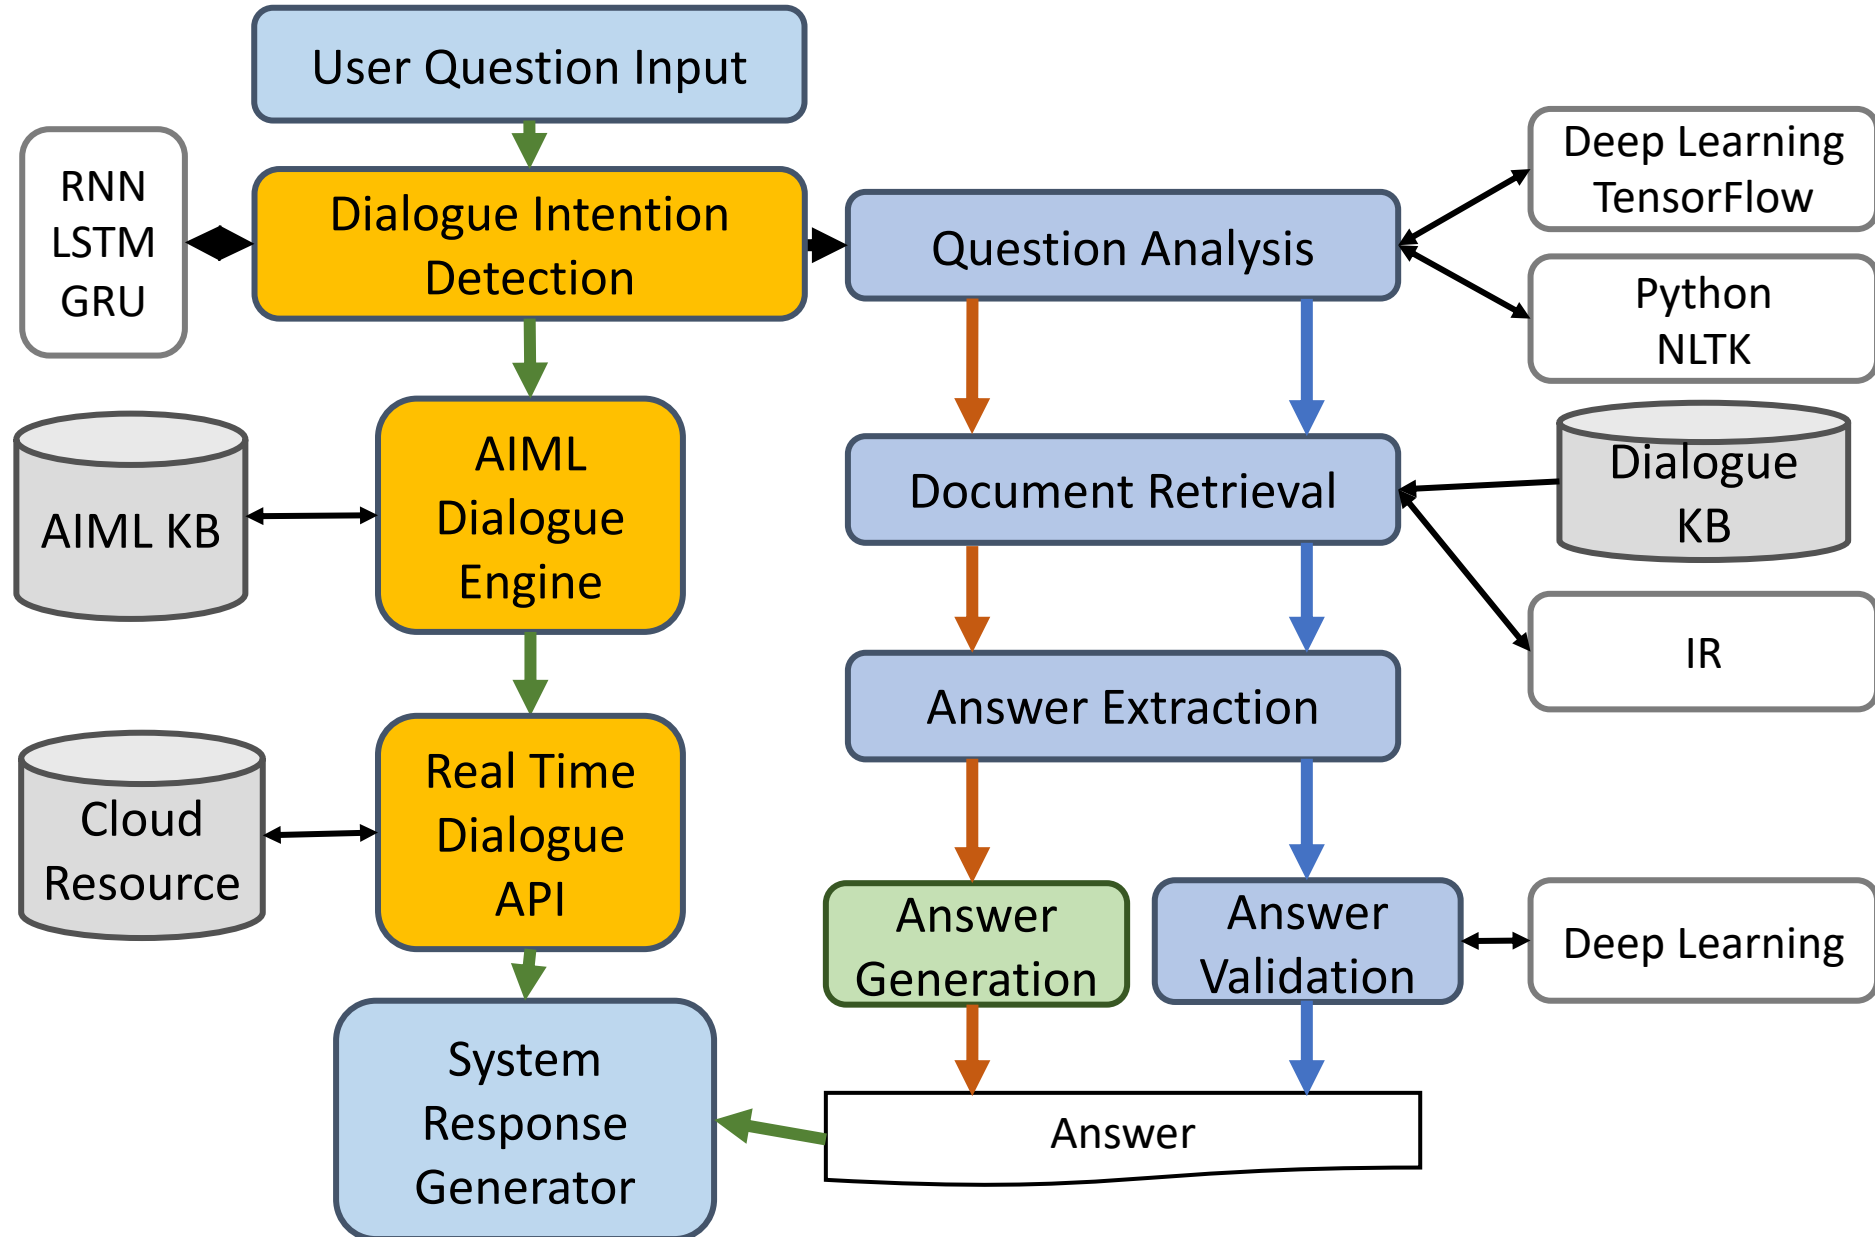 User Question Input
RNN
LSTM
GRU
Dialogue Intention
Detection
Question Analysis
Deep Learning
TensorFlow
Python
NLTK
AIML KB
AIML
Dialogue
Engine
Document Retrieval
Dialogue
KB
IR
Answer Extraction
Cloud
Resource
Real Time
Dialogue
API
Answer
Generation
Answer
Validation
Deep Learning
System
Response
Generator
Answer